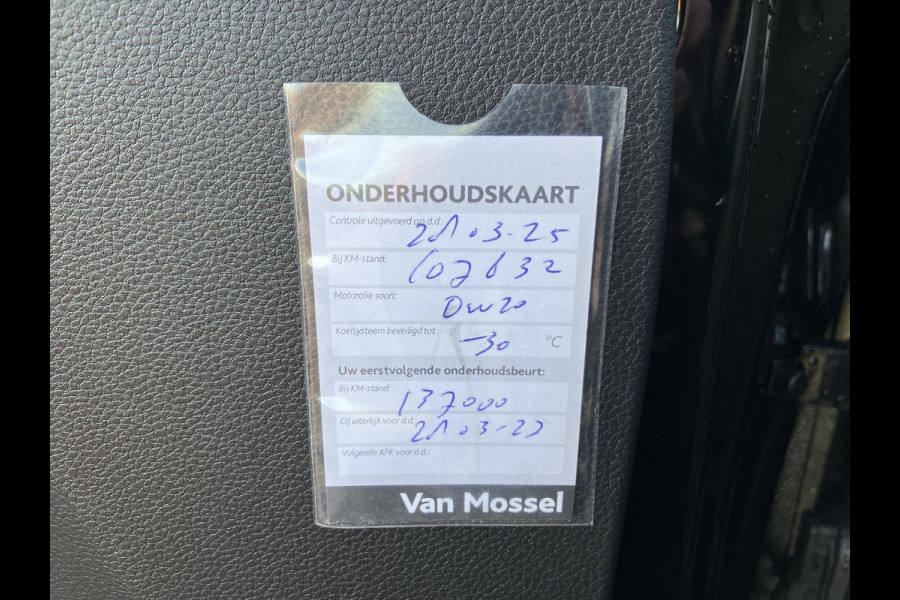 ONDERHOUDSKAART
Controle uitgevoerd op d.d.: 21.03-25
Bij KM-stand: 107632
Motorolie soort: 0W20
Koelsysteem beveiligd tot: -30 °C
Uw eerstvolgende onderhoudsbeurt:
Bij KM-stand: 137000
Of uiterlijk voor d.d.: 21.03-27
Volgende APK voor d.d.:
Van Mossel